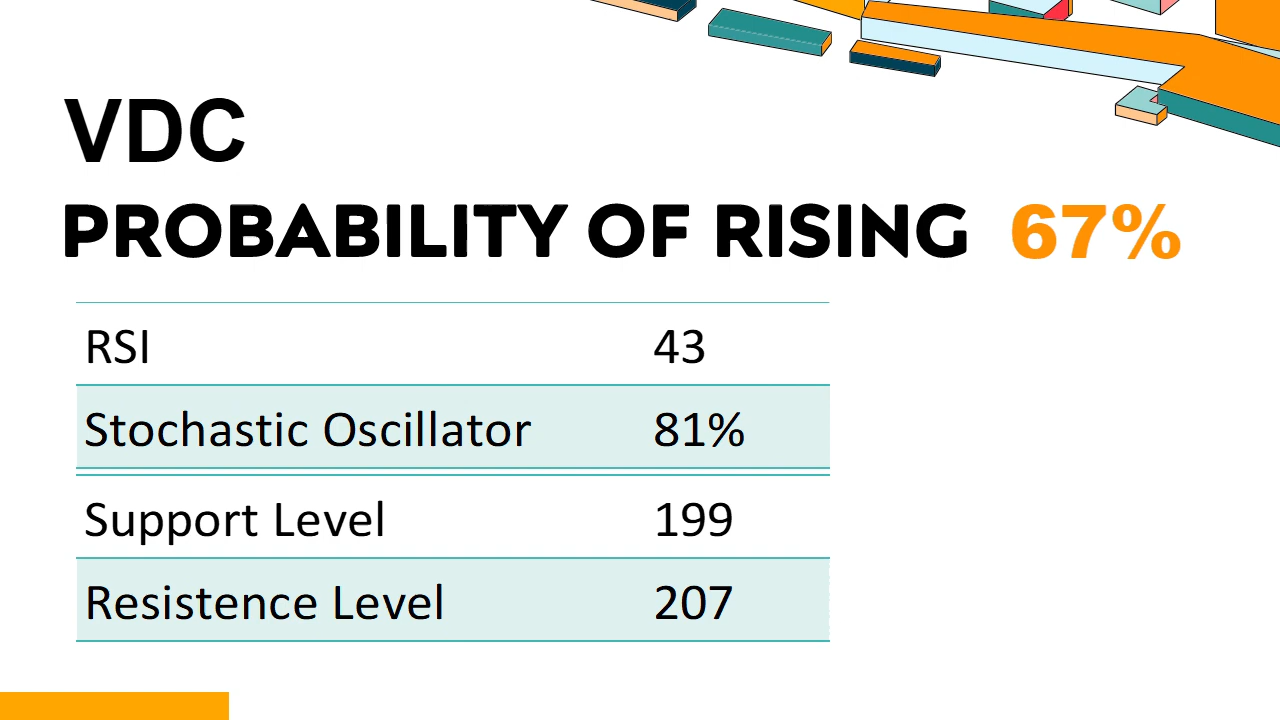 VDC
PROBABILITY OF RISING 67%
RSI 43
Stochastic Oscillator 81%
Support Level 199
Resistence Level 207